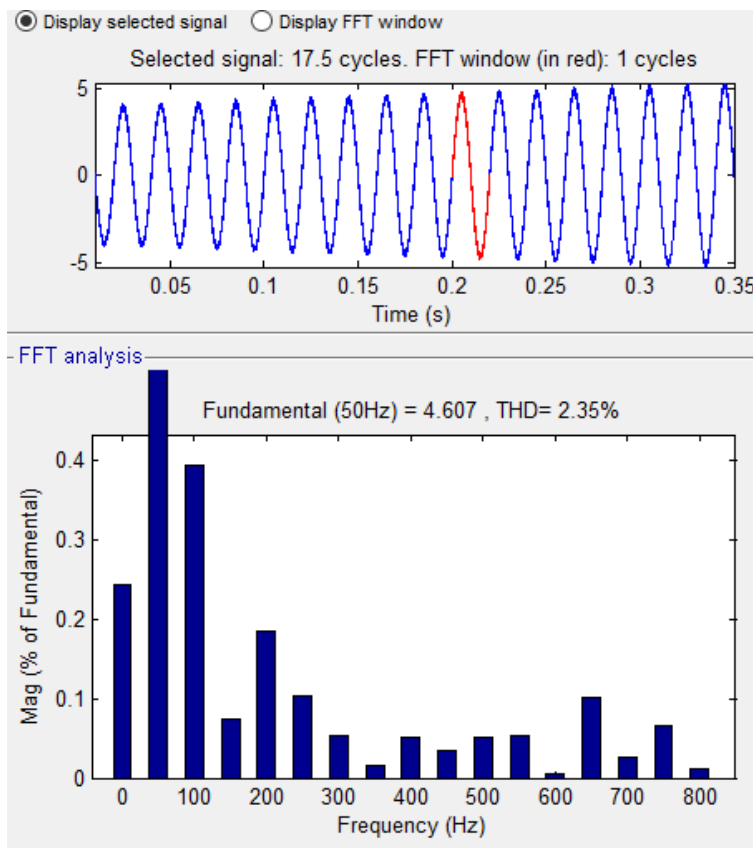 Display selected signal Display FFT window
Selected signal: 17.5 cycles. FFT window (in red): 1 cycles
5
0
-5
0.05 0.1 0.15 0.2 0.25 0.3 0.35
Time (s)
FFT analysis
Fundamental (50Hz) = 4.607 , THD= 2.35%
0.4
0.3
0.2
0.1
0
Mag (% of Fundamental)
0 100 200 300 400 500 600 700 800
Frequency (Hz)